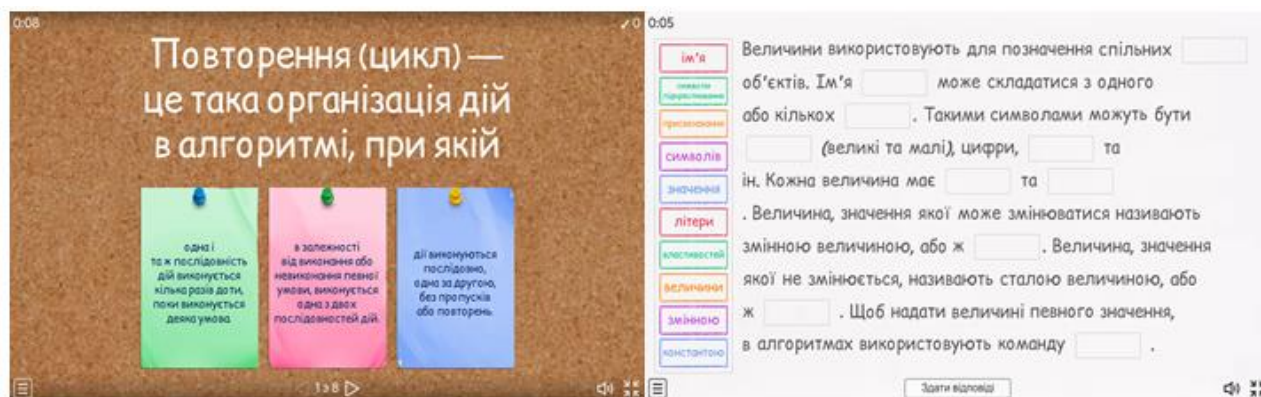 0:08
✓0
Повторення (цикл) —
це така організація дій
в алгоритмі, при якій
одна і
та ж послідовність
дій виконується
кілька разів доти,
поки виконується
деяка умова.
в залежності
від виконання або
невиконання певної
умови, виконується
одна з двох
послідовностей дій.
дії виконуються
послідовно,
одна за другою,
без пропусків
або повторень.
1 з 8
0:05
ім'я
символи
підкреслювання
присвоювання
символів
значення
літери
властивостей
величини
змінною
константою
Величини використовують для позначення спільних
об'єктів. Ім'я може складатися з одного
або кількох . Такими символами можуть бути
(великі та малі), цифри, та
ін. Кожна величина має та
. Величина, значення якої може змінюватися називають
змінною величиною, або ж . Величина, значення
якої не змінюється, називають сталою величиною, або
ж . Щоб надати величині певного значення,
в алгоритмах використовують команду .
Здати відповіді